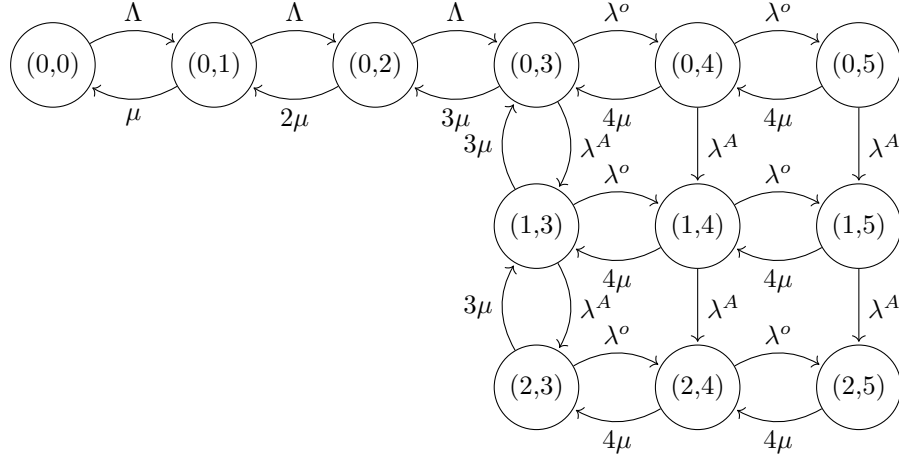 Λ Λ Λ λ^o λ^o
(0,0) (0,1) (0,2) (0,3) (0,4) (0,5)
μ 2μ 3μ 4μ 4μ
3μ λ^A λ^A λ^A
λ^o λ^o
(1,3) (1,4) (1,5)
4μ 4μ
3μ λ^A λ^A λ^A
λ^o λ^o
(2,3) (2,4) (2,5)
4μ 4μ